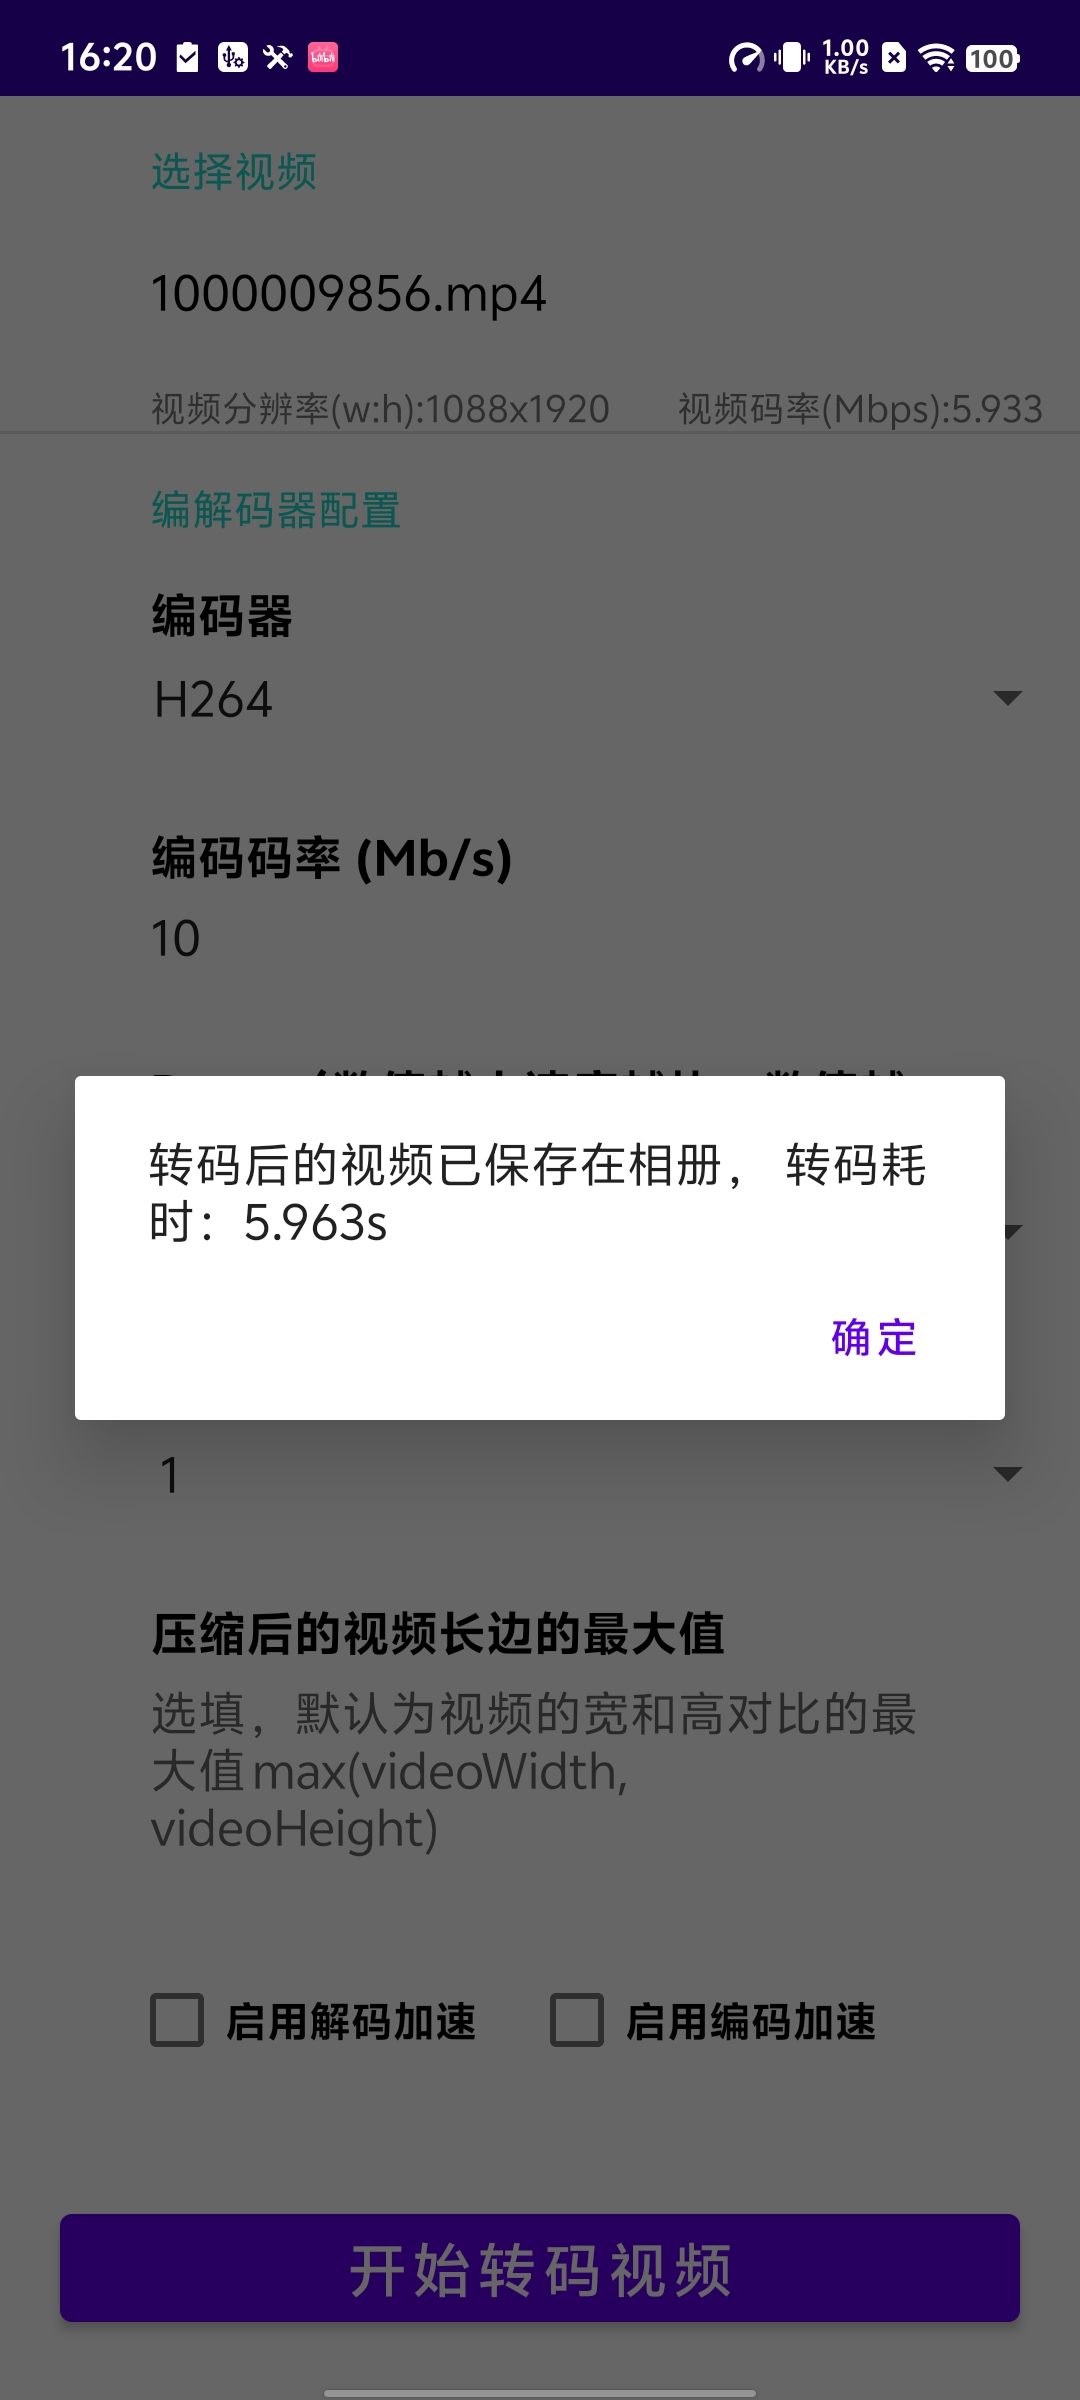 16:20
1.00
KB/s
100
选择视频
1000009856.mp4
视频分辨率(w:h):1088x1920 视频码率(Mbps):5.933
编解码器配置
编码器
H264
编码码率 (Mb/s)
10
转码后的视频已保存在相册， 转码耗
时：5.963s
确定
1
压缩后的视频长边的最大值
选填，默认为视频的宽和高对比的最
大值max(videoWidth,
videoHeight)
启用解码加速 启用编码加速
开始转码视频